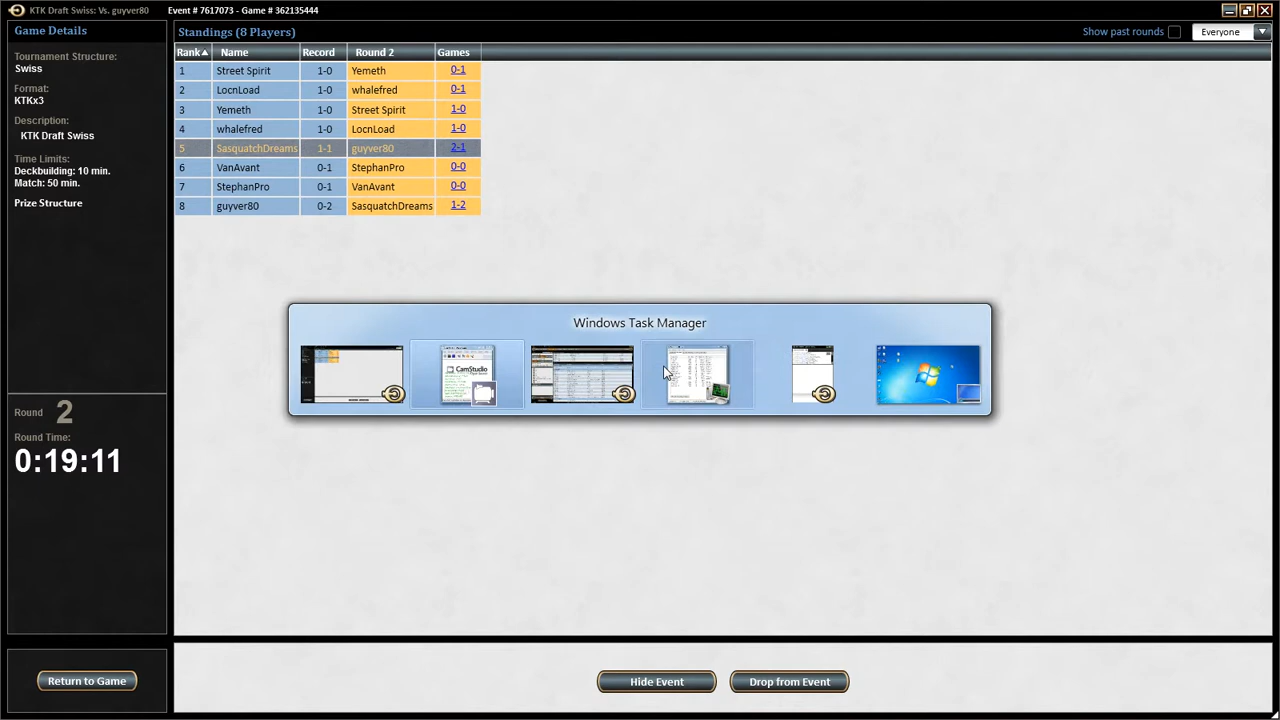 KTK Draft Swiss: Vs. guyver80 Event # 7617073 - Game # 362135444
Game Details
Tournament Structure:
Swiss
Format:
KTKx3
Description:
KTK Draft Swiss
Time Limits:
Deckbuilding: 10 min.
Match: 50 min.
Prize Structure
Round 2
Round Time:
0:19:11
Return to Game
Standings (8 Players)
Show past rounds Everyone
Rank Name Record Round 2 Games
1 Street Spirit 1-0 Yemeth 0-1
2 LocnLoad 1-0 whalefred 0-1
3 Yemeth 1-0 Street Spirit 1-0
4 whalefred 1-0 LocnLoad 1-0
5 SasquatchDreams 1-1 guyver80 2-1
6 VanAvant 0-1 StephanPro 0-0
7 StephanPro 0-1 VanAvant 0-0
8 guyver80 0-2 SasquatchDreams 1-2
Windows Task Manager
CamStudio
Hide Event Drop from Event